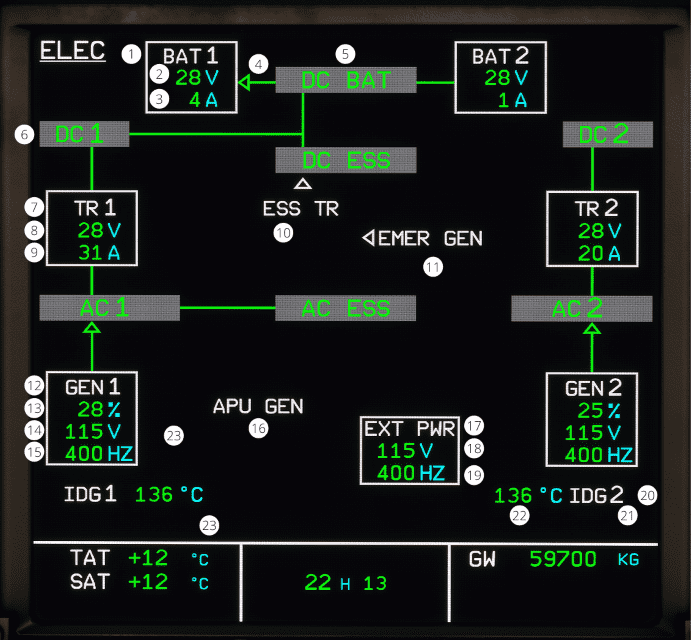 ELEC
1 BAT 1 4 5 BAT 2
2 28 V DC BAT 28 V
3 4 A 1 A
6 DC 1 DC 2
DC ESS
7 TR 1 ESS TR TR 2
8 28 V 10 EMER GEN 28 V
9 31 A 11 20 A
AC 1 AC ESS AC 2
12 GEN 1 GEN 2
13 28 % APU GEN 25 %
14 115 V 23 16 EXT PWR 17 115 V
15 400 HZ 115 V 18 400 HZ
400 HZ 19
IDG 1 136 °C 136 °C IDG 2 20
23 22 21
TAT +12 °C GW 59700 KG
SAT +12 °C 22 H 13